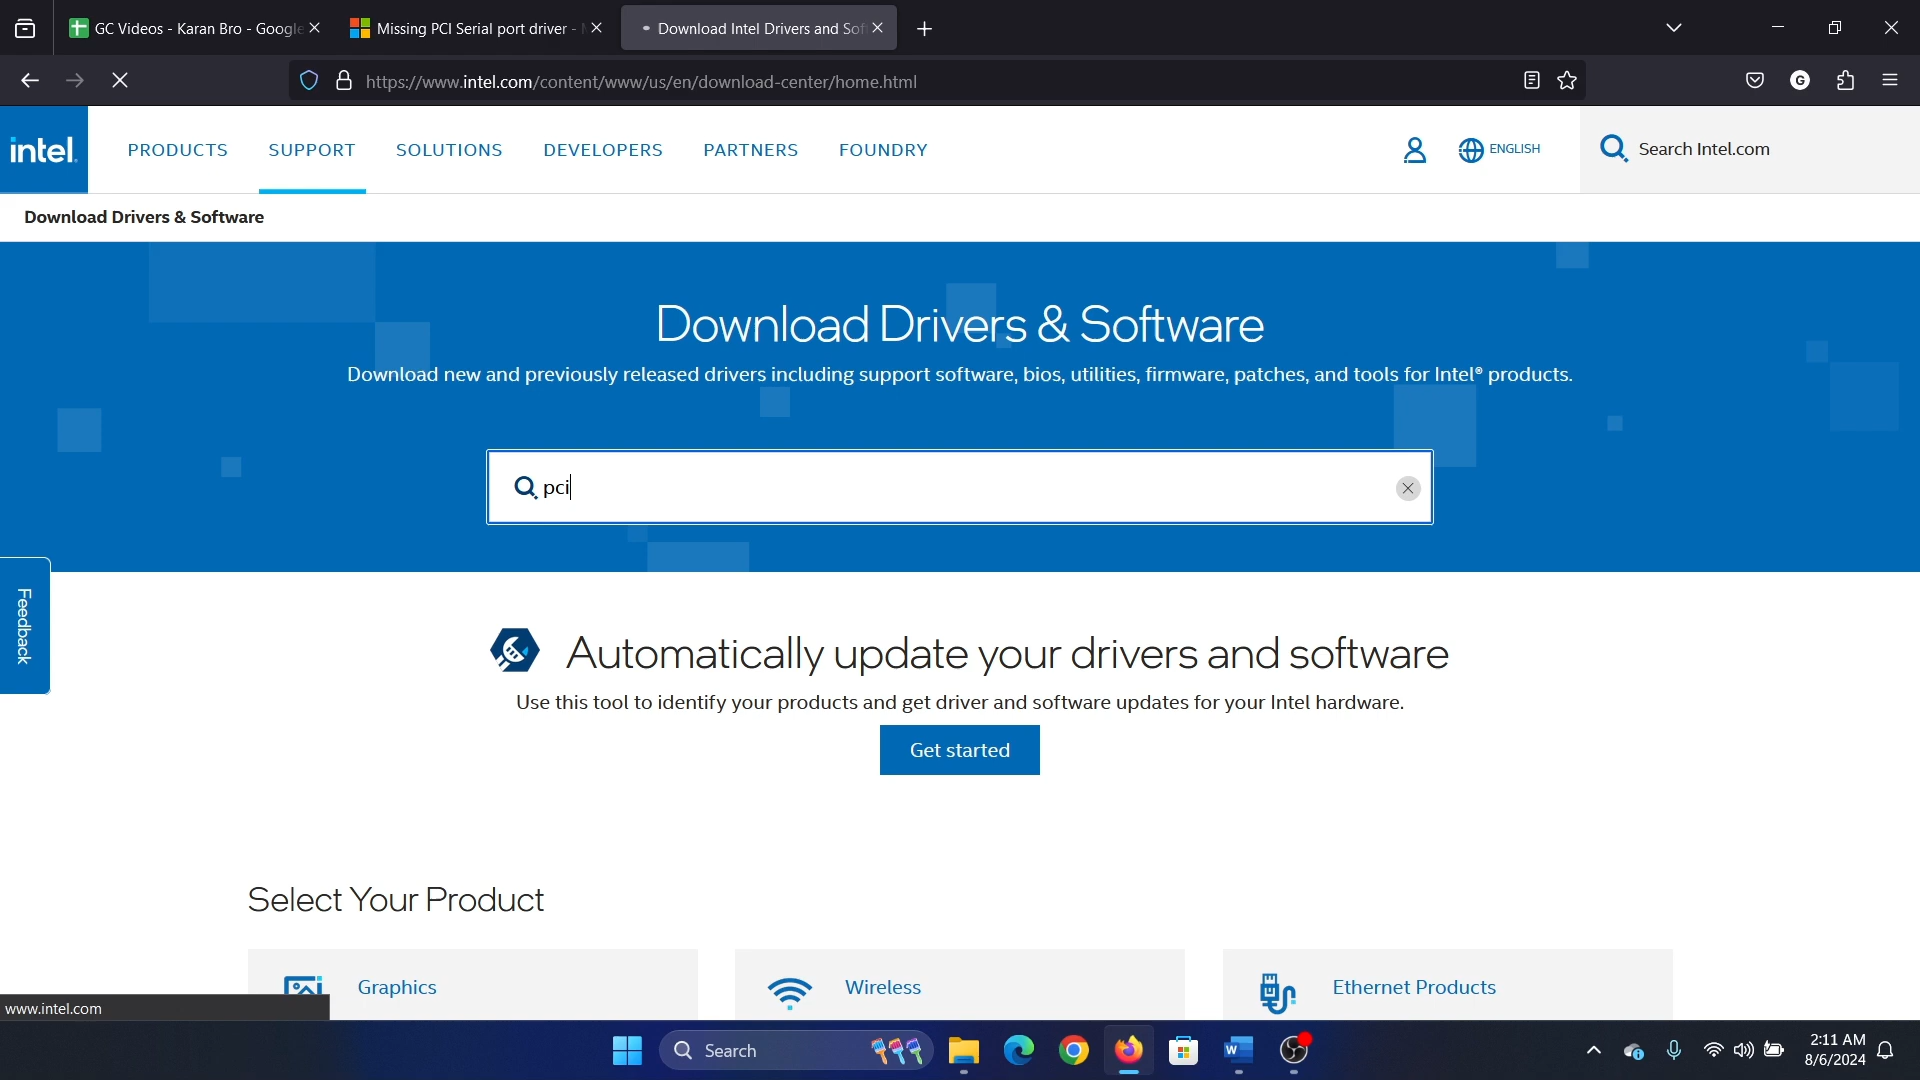 GC Videos - Karan Bro - Google
Missing PCI Serial port driver -
Download Intel Drivers and Sof
https://www.intel.com/content/www/us/en/download-center/home.html
G
intel.
PRODUCTS
SUPPORT
SOLUTIONS
DEVELOPERS
PARTNERS
FOUNDRY
ENGLISH
Search Intel.com
Download Drivers & Software
Download Drivers & Software
Download new and previously released drivers including support software, bios, utilities, firmware, patches, and tools for Intel® products.
pci
Feedback
Automatically update your drivers and software
Use this tool to identify your products and get driver and software updates for your Intel hardware.
Get started
Select Your Product
Graphics
Wireless
Ethernet Products
www.intel.com
Search
W
2:11 AM
8/6/2024